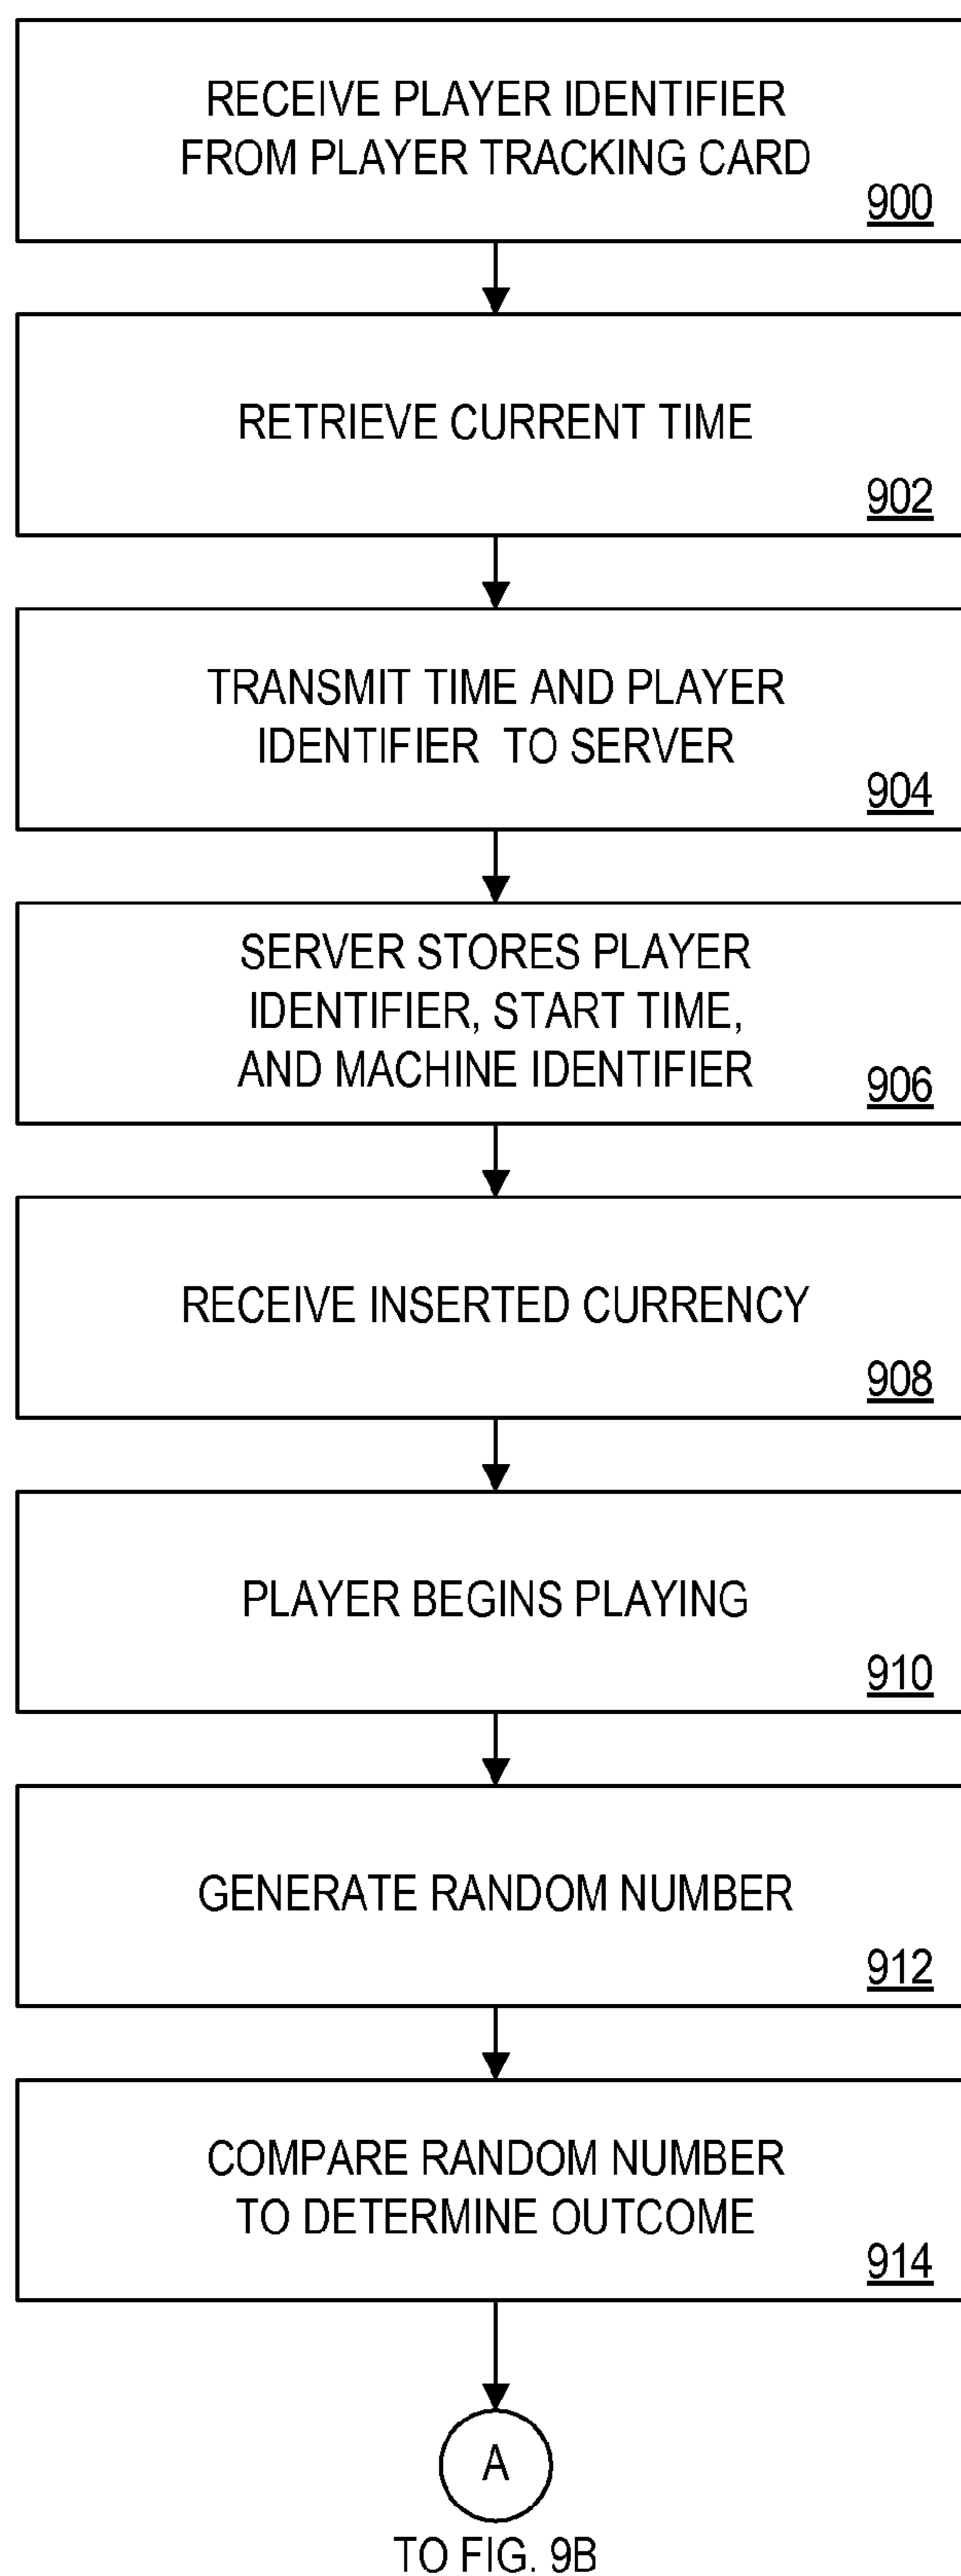 RECEIVE PLAYER IDENTIFIER
FROM PLAYER TRACKING CARD
900
RETRIEVE CURRENT TIME
902
TRANSMIT TIME AND PLAYER
IDENTIFIER TO SERVER
904
SERVER STORES PLAYER
IDENTIFIER, START TIME,
AND MACHINE IDENTIFIER
906
RECEIVE INSERTED CURRENCY
908
PLAYER BEGINS PLAYING
910
GENERATE RANDOM NUMBER
912
COMPARE RANDOM NUMBER
TO DETERMINE OUTCOME
914
A
TO FIG. 9B